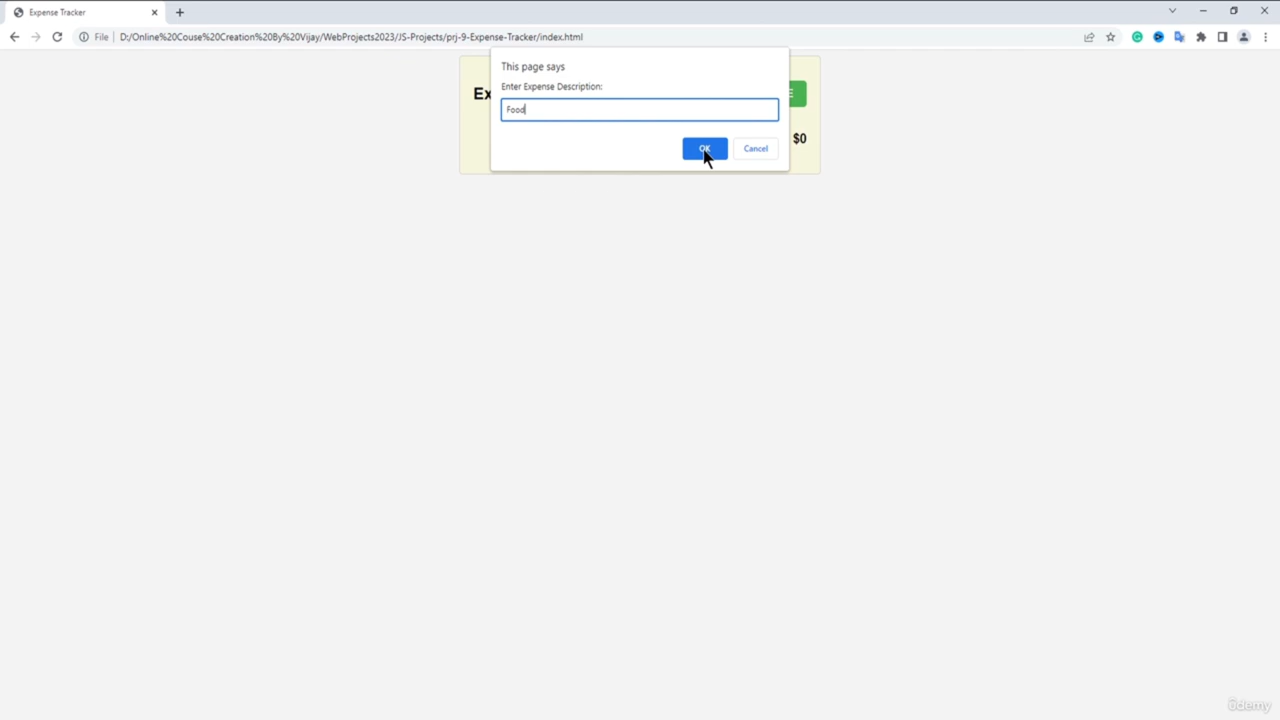 Expense Tracker
File
D:/Online%20Couse%20Creation%20By%20Vijay/WebProjects2023/JS-Projects/prj-9-Expense-Tracker/index.html
This page says
Enter Expense Description:
Ex
E
Food
OK
Cancel
$0
ûdemy